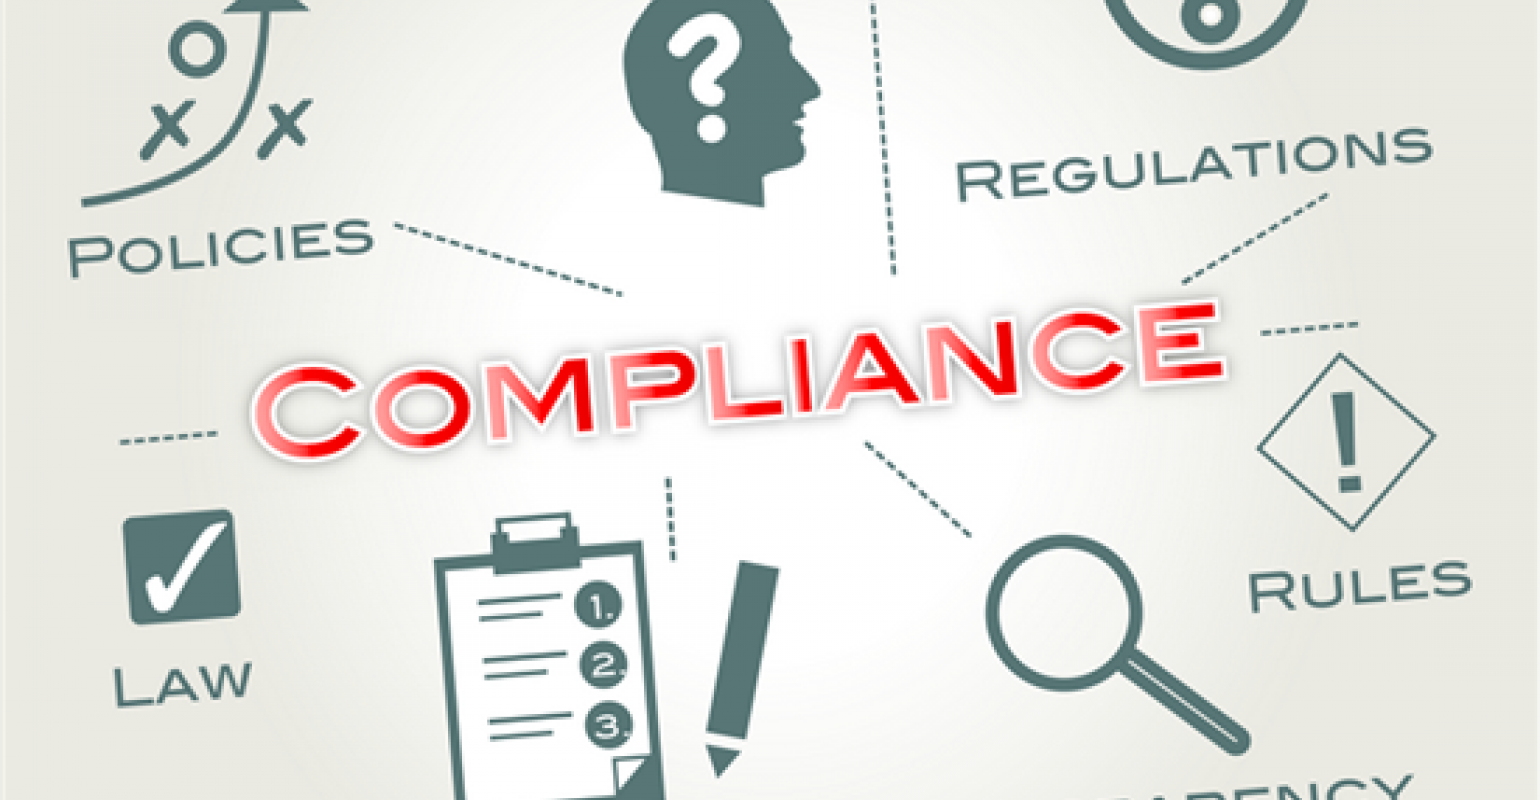 ?
REGULATIONS
POLICIES
COMPLIANCE
!
RULES
LAW
1.
2.
3.